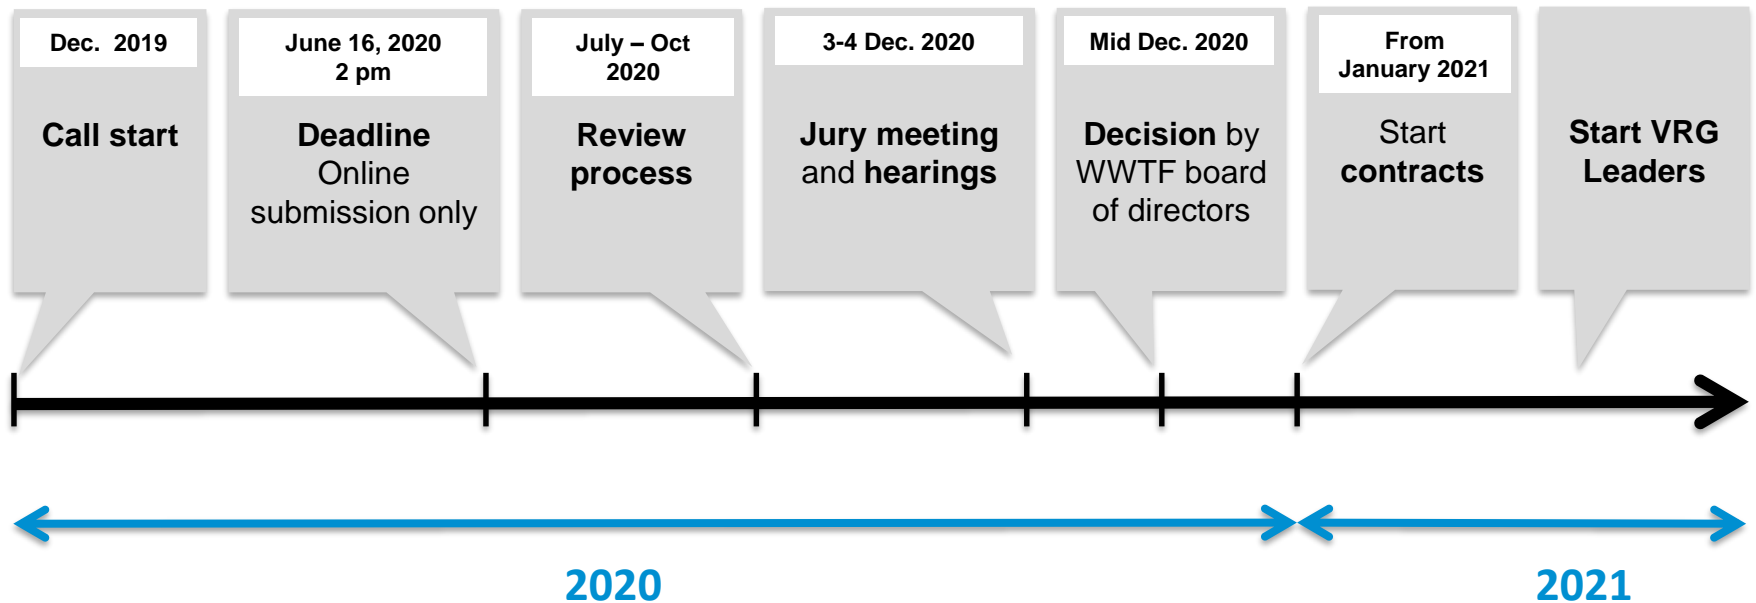 Dec.  2019
Call start
June 16, 2020
2 pm
Deadline
Online
submission only
July – Oct
2020
Review
process
3-4 Dec. 2020
Jury meeting
and hearings
Mid Dec. 2020
Decision by
WWTF board
of directors
From
January 2021
Start
contracts
Start VRG
Leaders
2020
2021